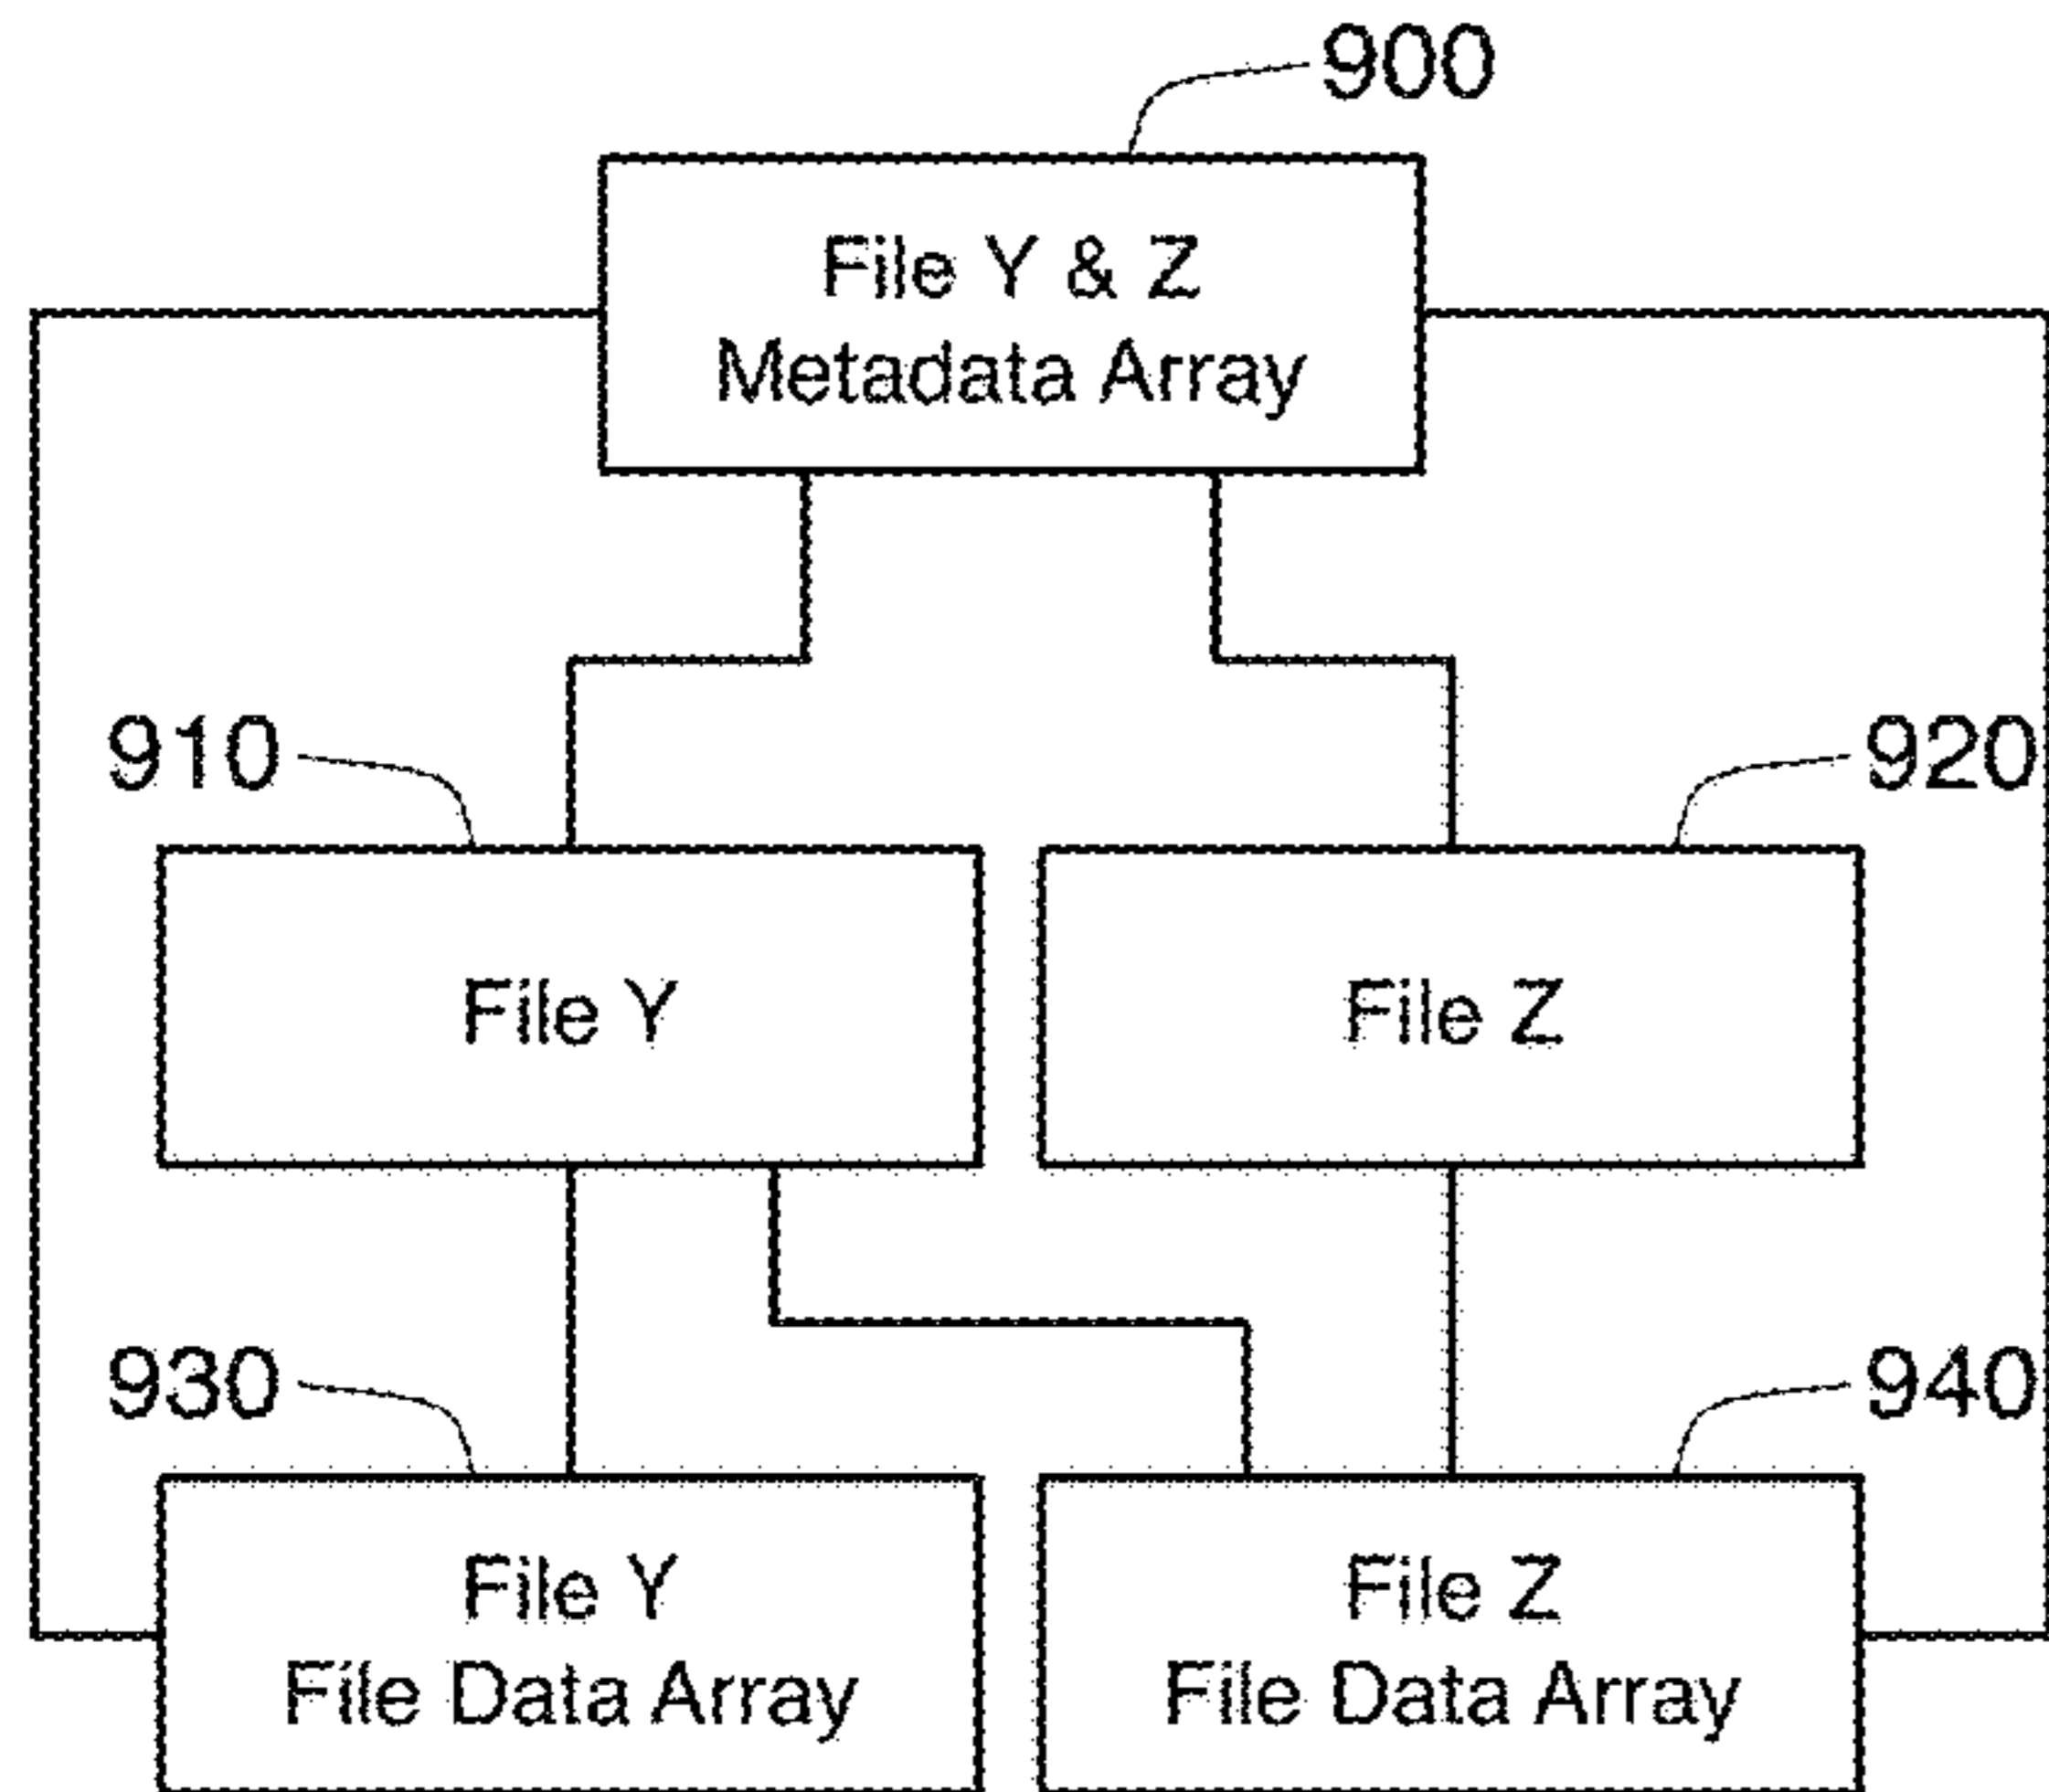 900
File Y & Z
Metadata Array
910
920
File Y
File Z
930
940
File Y
File Data Array
File Z
File Data Array